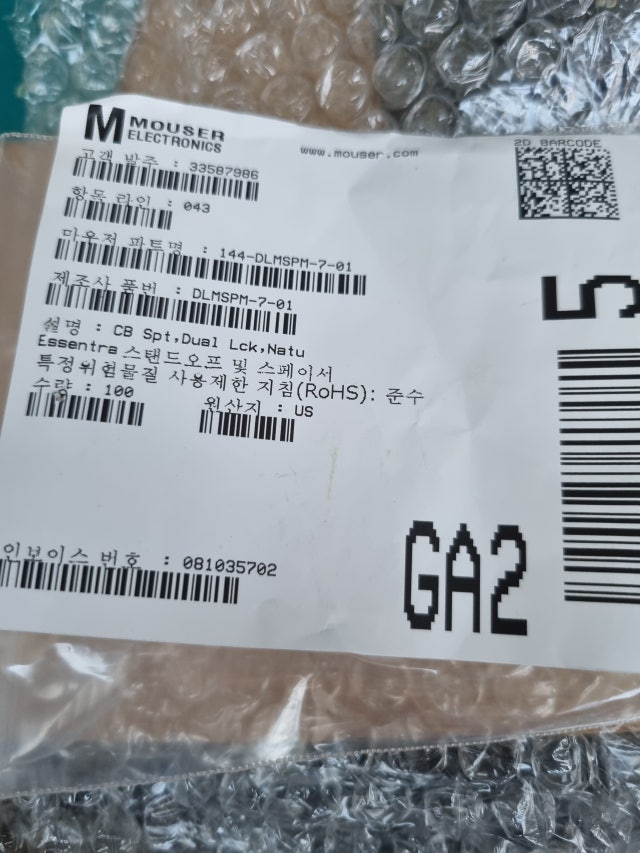 M MOUSER
ELECTRONICS
www.mouser.com
2D BARCODE
고객 발주 : 33587986
항목 라인 : 043
마우저 파트명 : 144-DLMSPM-7-01
제조사 품번 : DLMSPM-7-01
설명 : CB Spt,Dual Lck,Natu
Essentra 스탠드오프 및 스페이서
특정위험물질 사용제한 지침(RoHS): 준수
수량 : 100
원산지 : US
인보이스 번호 : 081035702
GA2